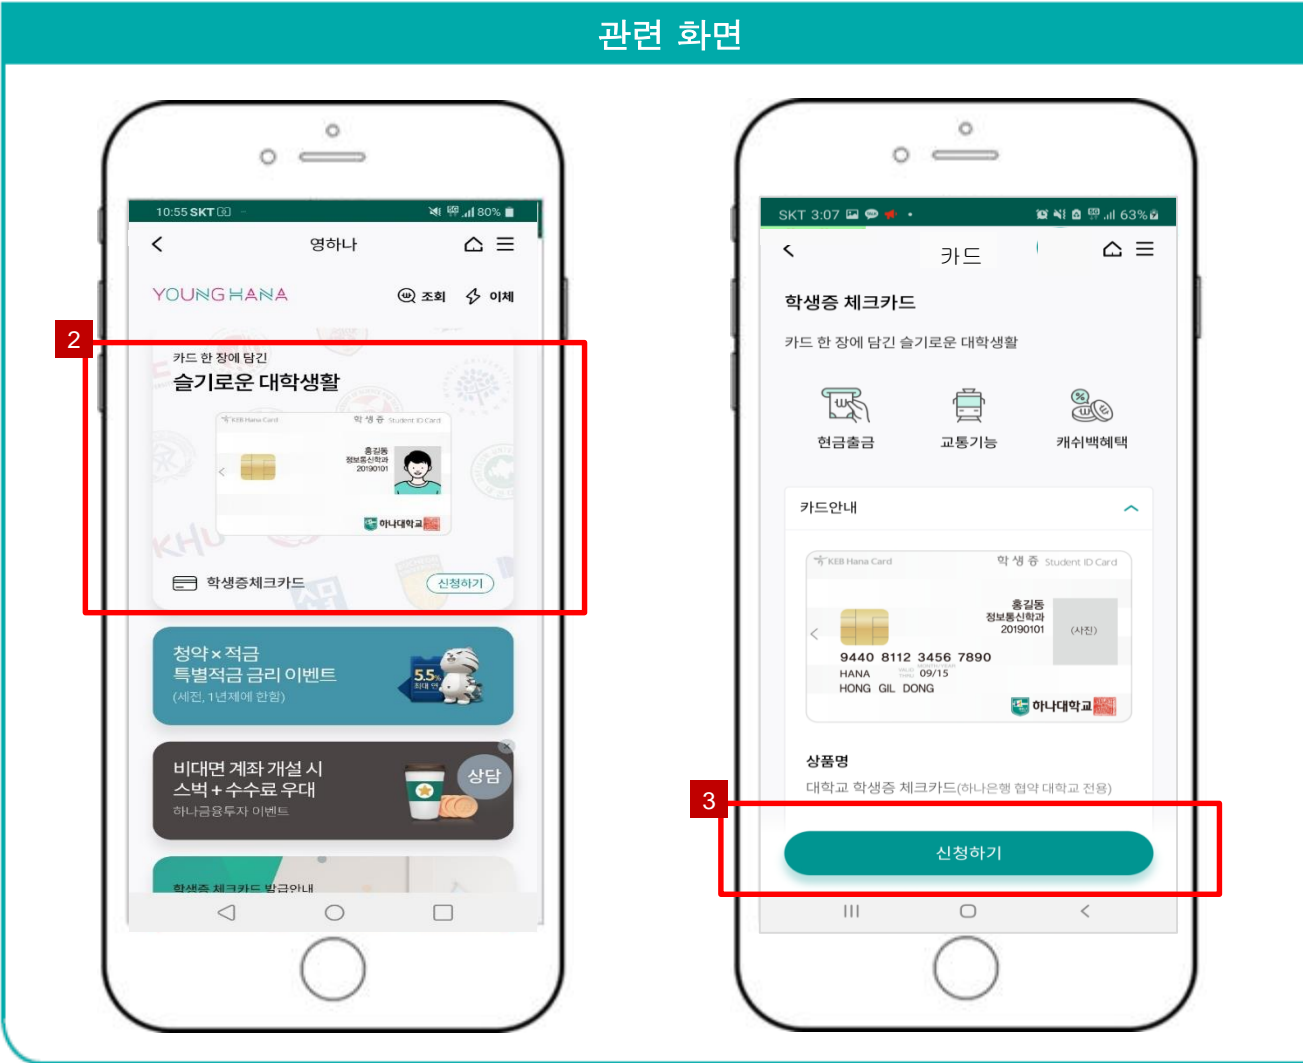 관련 화면
2
10:55 SKT
80%
영하나
YOUNG HANA
조회
이체
카드 한 장에 담긴
슬기로운 대학생활
KEB Hana Card
학생증 Student ID Card
홍길동
정보통신학과
20190101
하나대학교
KHU
학생증체크카드
신청하기
청약×적금
특별적금 금리 이벤트
(세전, 1년제에 한함)
5.5%
최대 연
비대면 계좌 개설 시
스벅 + 수수료 우대
하나금융투자 이벤트
상담
학생증 체크카드 발급안내
3
SKT 3:07
63%
카드
학생증 체크카드
카드 한 장에 담긴 슬기로운 대학생활
현금출금
교통기능
캐쉬백혜택
카드안내
KEB Hana Card
학생증 Student ID Card
홍길동
정보통신학과
20190101
(사진)
9440 8112 3456 7890
HANA
09/15
HONG GIL DONG
하나대학교
상품명
대학교 학생증 체크카드(하나은행 협약 대학교 전용)
신청하기